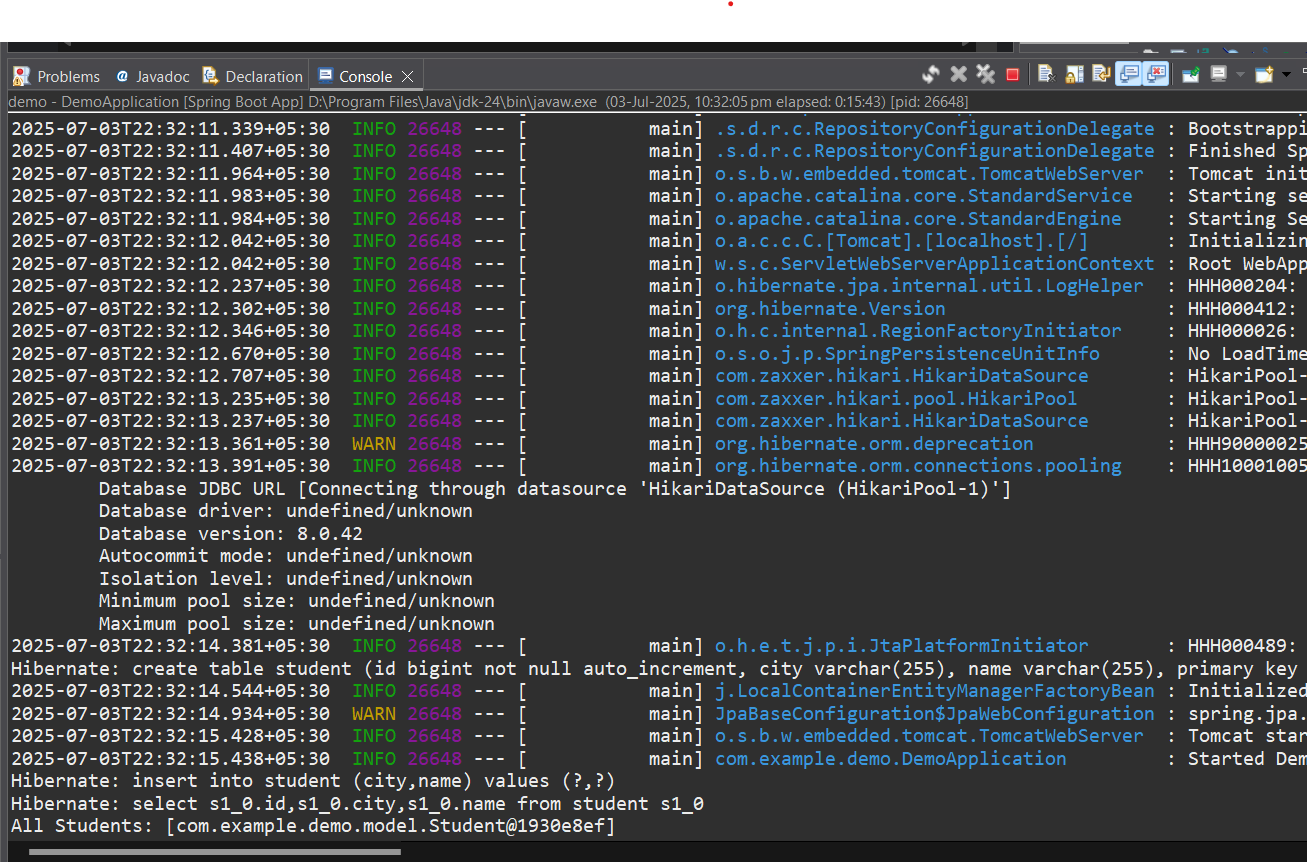 Problems @ Javadoc Declaration Console
demo - DemoApplication [Spring Boot App] D:\Program Files\Java\jdk-24\bin\javaw.exe (03-Jul-2025, 10:32:05 pm elapsed: 0:15:43) [pid: 26648]
2025-07-03T22:32:11.339+05:30  INFO 26648 --- [           main] .s.d.r.c.RepositoryConfigurationDelegate : Bootstrappi
2025-07-03T22:32:11.407+05:30  INFO 26648 --- [           main] .s.d.r.c.RepositoryConfigurationDelegate : Finished Sp
2025-07-03T22:32:11.964+05:30  INFO 26648 --- [           main] o.s.b.w.embedded.tomcat.TomcatWebServer  : Tomcat init
2025-07-03T22:32:11.983+05:30  INFO 26648 --- [           main] o.apache.catalina.core.StandardService   : Starting se
2025-07-03T22:32:11.984+05:30  INFO 26648 --- [           main] o.apache.catalina.core.StandardEngine    : Starting Se
2025-07-03T22:32:12.042+05:30  INFO 26648 --- [           main] o.a.c.c.C.[Tomcat].[localhost].[/]       : Initializin
2025-07-03T22:32:12.042+05:30  INFO 26648 --- [           main] w.s.c.ServletWebServerApplicationContext : Root WebApp
2025-07-03T22:32:12.237+05:30  INFO 26648 --- [           main] o.hibernate.jpa.internal.util.LogHelper  : HHH000204:
2025-07-03T22:32:12.302+05:30  INFO 26648 --- [           main] org.hibernate.Version                    : HHH000412:
2025-07-03T22:32:12.346+05:30  INFO 26648 --- [           main] o.h.c.internal.RegionFactoryInitiator    : HHH000026:
2025-07-03T22:32:12.670+05:30  INFO 26648 --- [           main] o.s.o.j.p.SpringPersistenceUnitInfo      : No LoadTime
2025-07-03T22:32:12.707+05:30  INFO 26648 --- [           main] com.zaxxer.hikari.HikariDataSource       : HikariPool-
2025-07-03T22:32:13.235+05:30  INFO 26648 --- [           main] com.zaxxer.hikari.pool.HikariPool        : HikariPool-
2025-07-03T22:32:13.237+05:30  INFO 26648 --- [           main] com.zaxxer.hikari.HikariDataSource       : HikariPool-
2025-07-03T22:32:13.361+05:30  WARN 26648 --- [           main] org.hibernate.orm.deprecation            : HHH90000025
2025-07-03T22:32:13.391+05:30  INFO 26648 --- [           main] org.hibernate.orm.connections.pooling    : HHH10001005
Database JDBC URL [Connecting through datasource 'HikariDataSource (HikariPool-1)']
Database driver: undefined/unknown
Database version: 8.0.42
Autocommit mode: undefined/unknown
Isolation level: undefined/unknown
Minimum pool size: undefined/unknown
Maximum pool size: undefined/unknown
2025-07-03T22:32:14.381+05:30  INFO 26648 --- [           main] o.h.e.t.j.p.i.JtaPlatformInitiator       : HHH000489:
Hibernate: create table student (id bigint not null auto_increment, city varchar(255), name varchar(255), primary key
2025-07-03T22:32:14.544+05:30  INFO 26648 --- [           main] j.LocalContainerEntityManagerFactoryBean : Initialized
2025-07-03T22:32:14.934+05:30  WARN 26648 --- [           main] JpaBaseConfiguration$JpaWebConfiguration : spring.jpa.
2025-07-03T22:32:15.428+05:30  INFO 26648 --- [           main] o.s.b.w.embedded.tomcat.TomcatWebServer  : Tomcat star
2025-07-03T22:32:15.438+05:30  INFO 26648 --- [           main] com.example.demo.DemoApplication         : Started Dem
Hibernate: insert into student (city,name) values (?,?)
Hibernate: select s1_0.id,s1_0.city,s1_0.name from student s1_0
All Students: [com.example.demo.model.Student@1930e8ef]